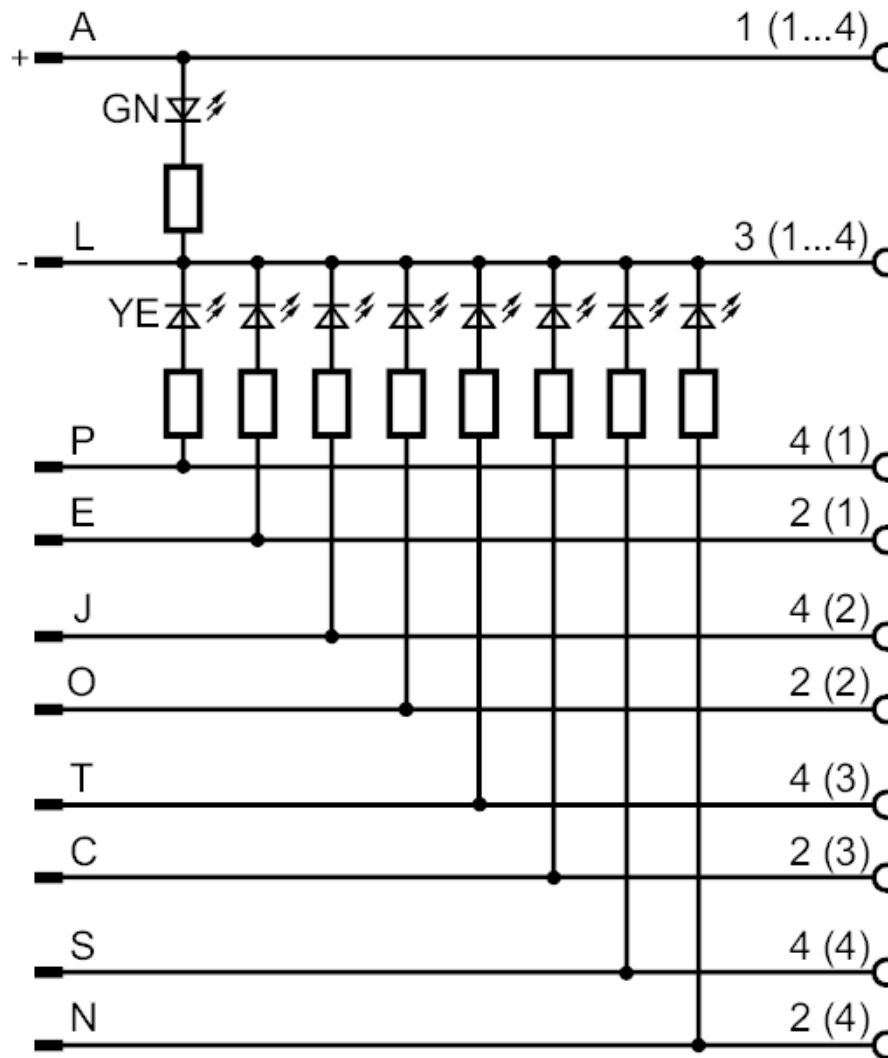 A 1 (1...4)
+
GN
L 3 (1...4)
-
YE
P 4 (1)
E 2 (1)
J 4 (2)
O 2 (2)
T 4 (3)
C 2 (3)
S 4 (4)
N 2 (4)